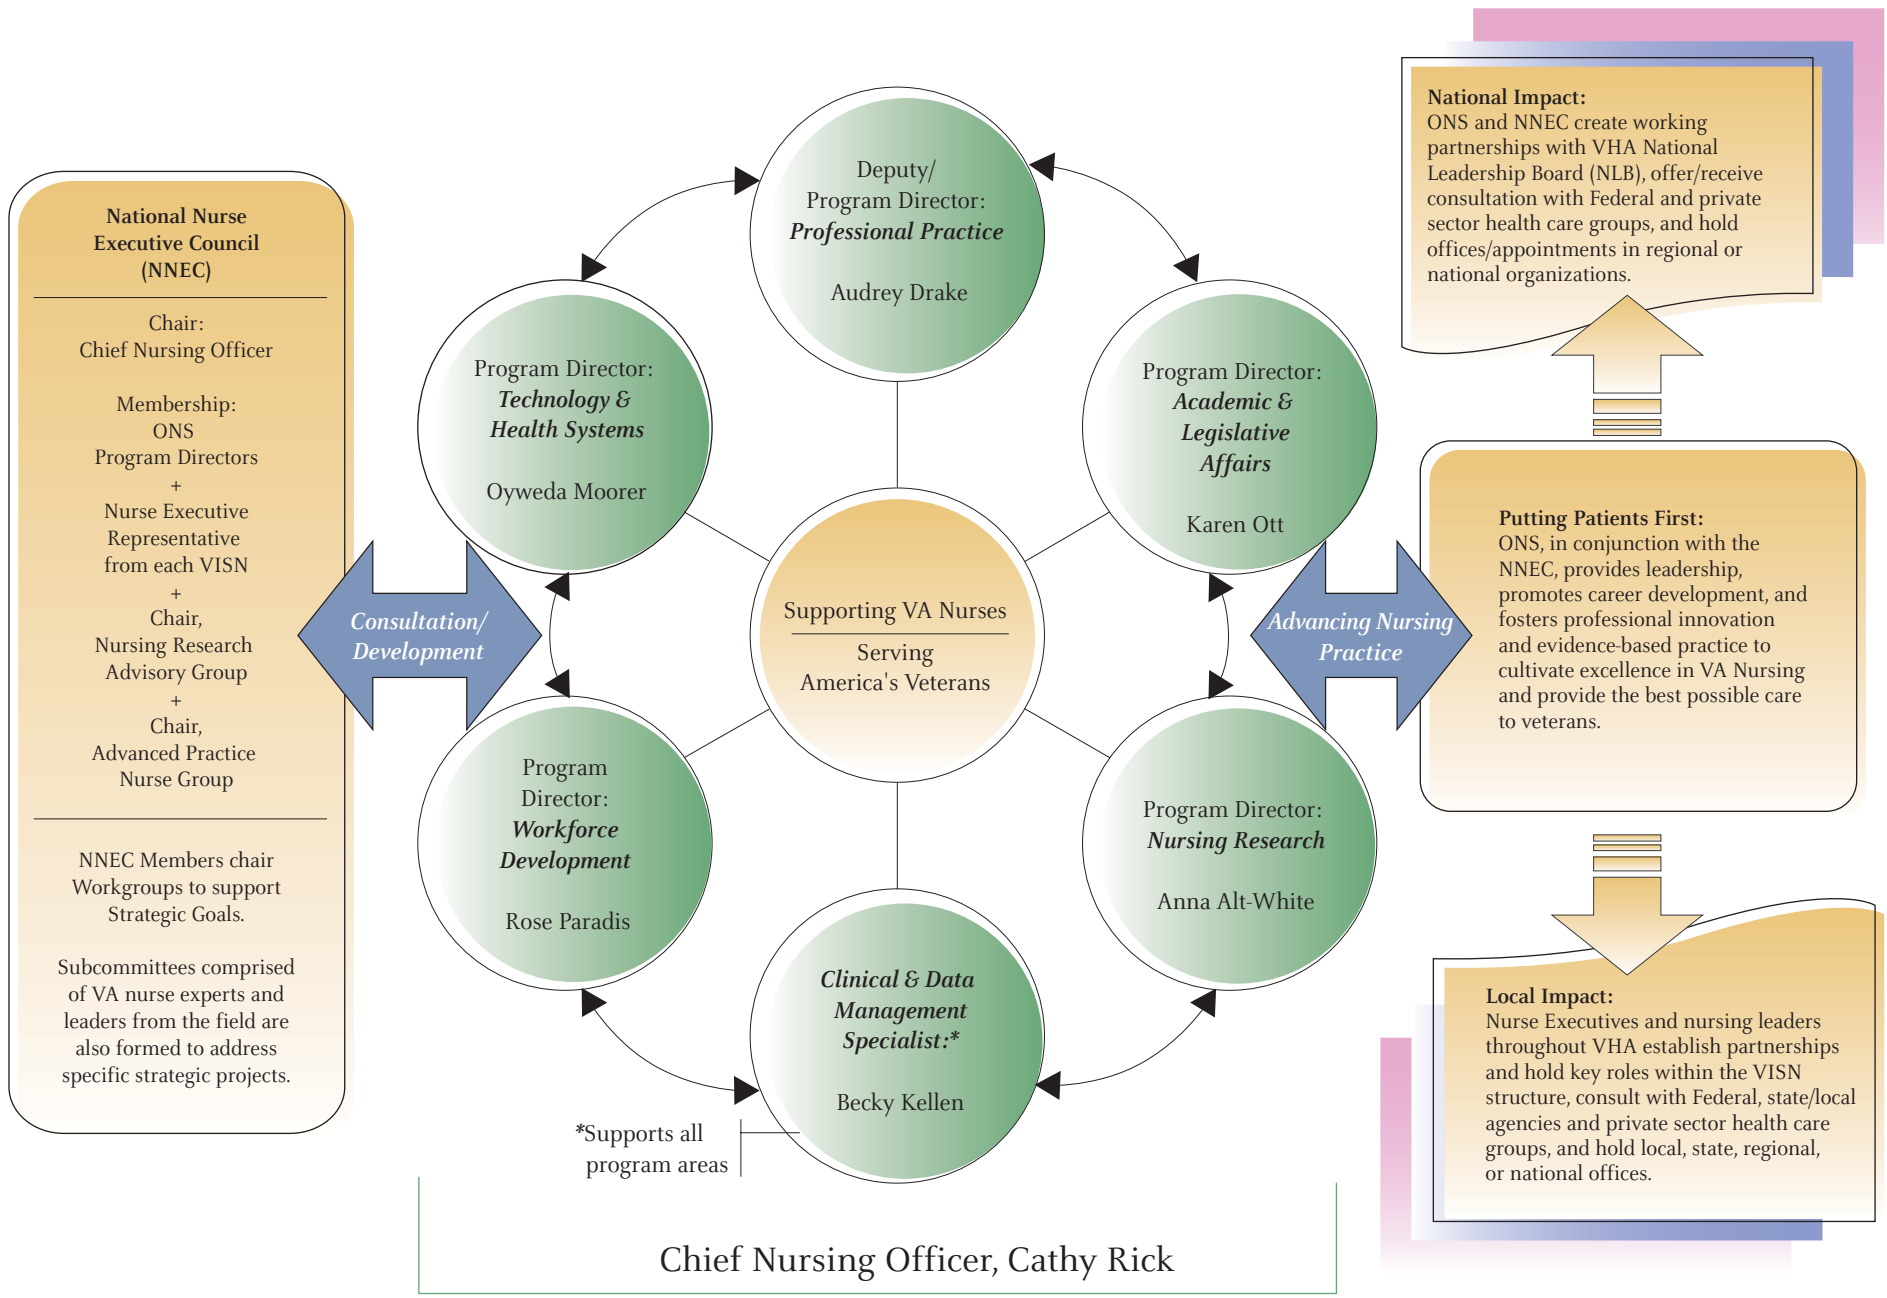 National Nurse
Executive Council
(NNEC)
Chair:
Chief Nursing Officer
Membership:
ONS
Program Directors
+
Nurse Executive
Representative
from each VISN
+
Chair,
Nursing Research
Advisory Group
+
Chair,
Advanced Practice
Nurse Group
NNEC Members chair
Workgroups to support
Strategic Goals.
Subcommittees comprised
of VA nurse experts and
leaders from the field are
also formed to address
specific strategic projects.
Consultation/
Development
Deputy/
Program Director:
Professional Practice
Audrey Drake
Program Director:
Technology &
Health Systems
Oyweda Moorer
Program Director:
Academic &
Legislative
Affairs
Karen Ott
Supporting VA Nurses
Serving
America's Veterans
Program
Director:
Workforce
Development
Rose Paradis
Program Director:
Nursing Research
Anna Alt-White
Clinical & Data
Management
Specialist:*
Becky Kellen
*Supports all
program areas
Chief Nursing Officer, Cathy Rick
Advancing Nursing
Practice
National Impact:
ONS and NNEC create working
partnerships with VHA National
Leadership Board (NLB), offer/receive
consultation with Federal and private
sector health care groups, and hold
offices/appointments in regional or
national organizations.
Putting Patients First:
ONS, in conjunction with the
NNEC, provides leadership,
promotes career development, and
fosters professional innovation
and evidence-based practice to
cultivate excellence in VA Nursing
and provide the best possible care
to veterans.
Local Impact:
Nurse Executives and nursing leaders
throughout VHA establish partnerships
and hold key roles within the VISN
structure, consult with Federal, state/local
agencies and private sector health care
groups, and hold local, state, regional,
or national offices.